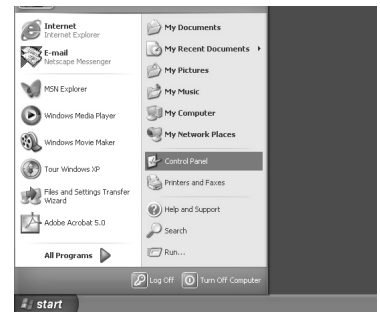 Internet
Internet Explorer
E-mail
Netscape Messenger
MSN Explorer
Windows Media Player
Windows Movie Maker
Tour Windows XP
Files and Settings Transfer
Wizard
Adobe Acrobat 5.0
All Programs
My Documents
My Recent Documents
My Pictures
My Music
My Computer
My Network Places
Control Panel
Printers and Faxes
Help and Support
Search
Run...
Log Off
Turn Off Computer
start